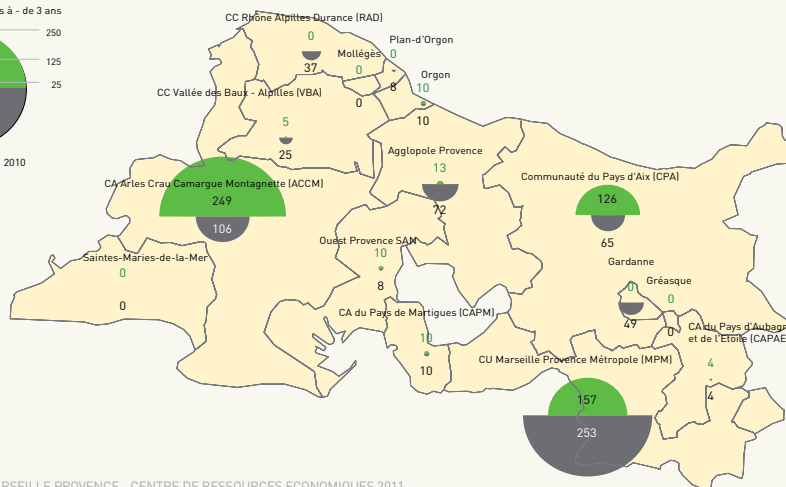 s à - de 3 ans
250
125
25
2010
CC Rhône Alpilles Durance (RAD)
0
37
Plan-d'Orgon
0
8
Mollégès
0
0
Orgon
10
10
CC Vallée des Baux - Alpilles (VBA)
5
25
Agglopole Provence
13
72
Communauté du Pays d'Aix (CPA)
126
65
CA Arles Crau Camargue Montagnette (ACCM)
249
106
Ouest Provence SAN
10
8
Saintes-Maries-de-la-Mer
0
0
Gardanne
0
49
Gréasque
0
0
CA du Pays de Martigues (CAPM)
10
10
CA du Pays d'Aubagn
et de l'Etoile (CAPAE
4
4
CU Marseille Provence Métropole (MPM)
157
253
RSEILLE PROVENCE - CENTRE DE RESSOURCES ECONOMIQUES 2011